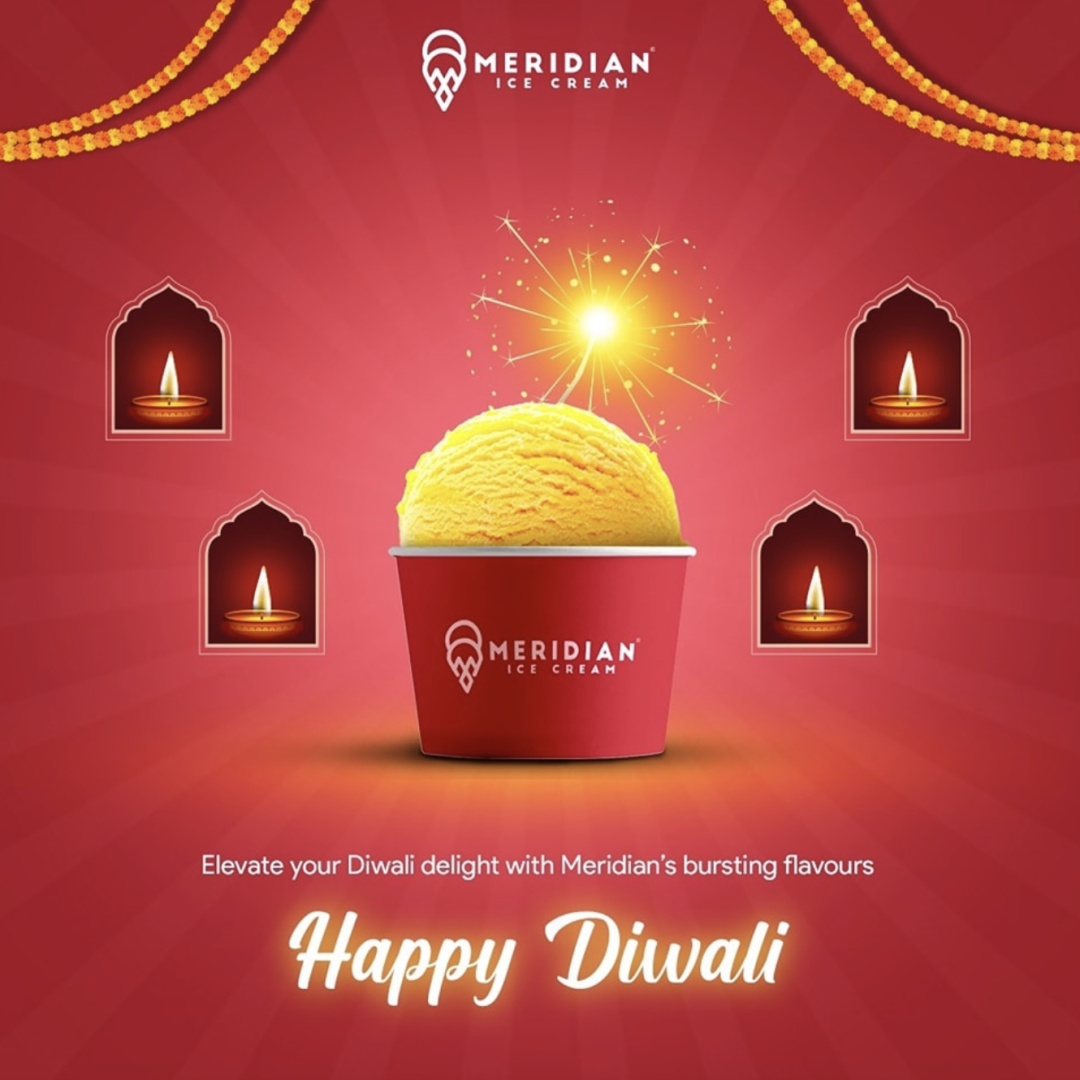 MERIDIAN
ICE CREAM
MERIDIAN
ICE CREAM
Elevate your Diwali delight with Meridian's bursting flavours
Happy Diwali